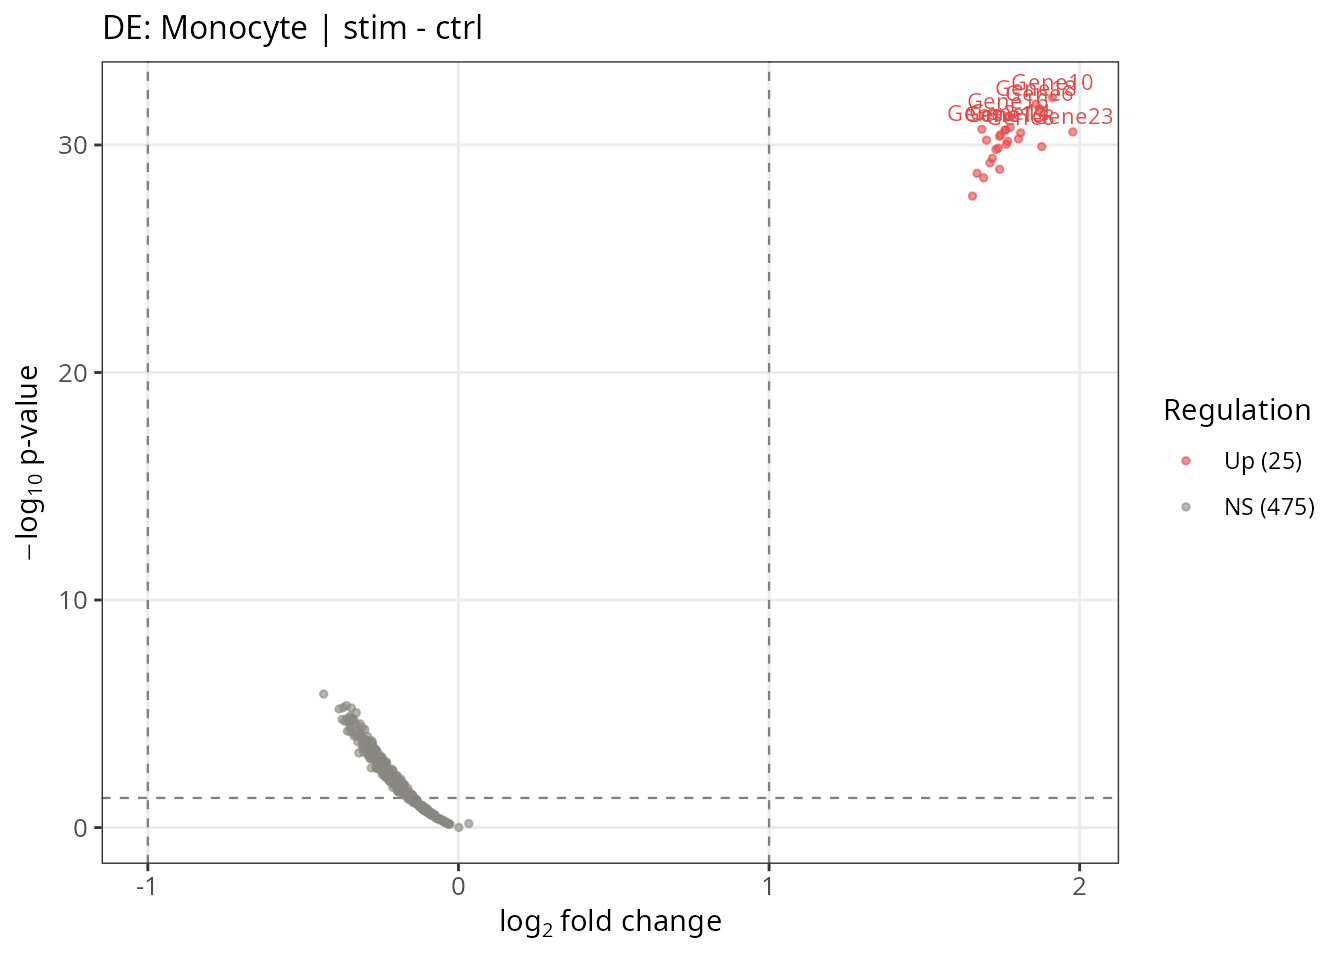 DE: Monocyte | stim - ctrl
Gene10
Gene6
Gene23
30
20
10
0
-1
0
1
2
log2 fold change
−log10 p-value
Regulation
Up (25)
NS (475)